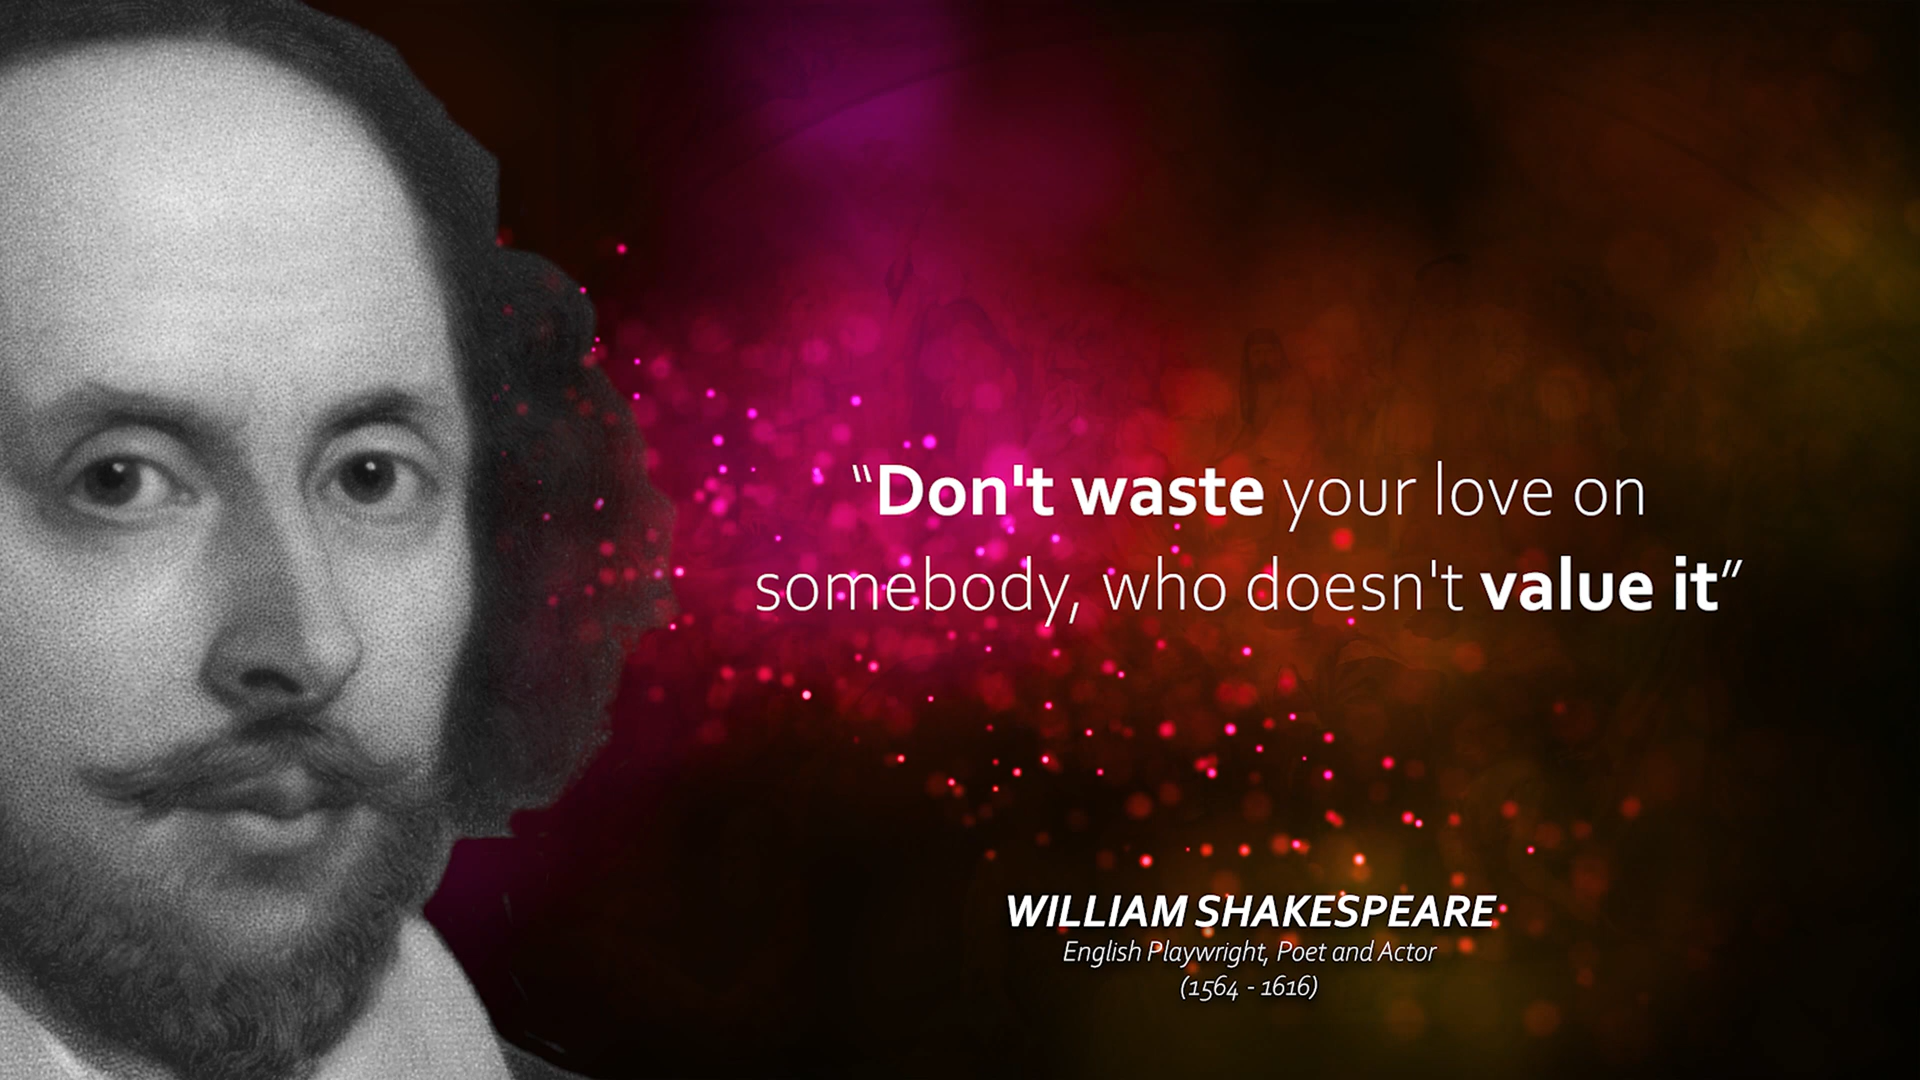 “Don't waste your love on
somebody, who doesn't value it”
WILLIAM SHAKESPEARE
English Playwright, Poet and Actor
(1564 - 1616)